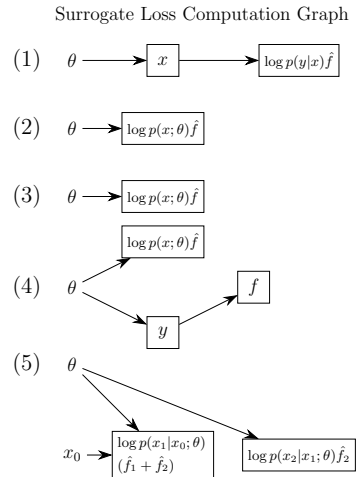 Surrogate Loss Computation Graph
(1) θ x log p(y|x)f̂
(2) θ log p(x; θ)f̂
(3) θ log p(x; θ)f̂
log p(x; θ)f̂
(4) θ f
y
(5) θ
x₀ log p(x₁|x₀; θ)
(f̂₁ + f̂₂) log p(x₂|x₁; θ)f̂₂